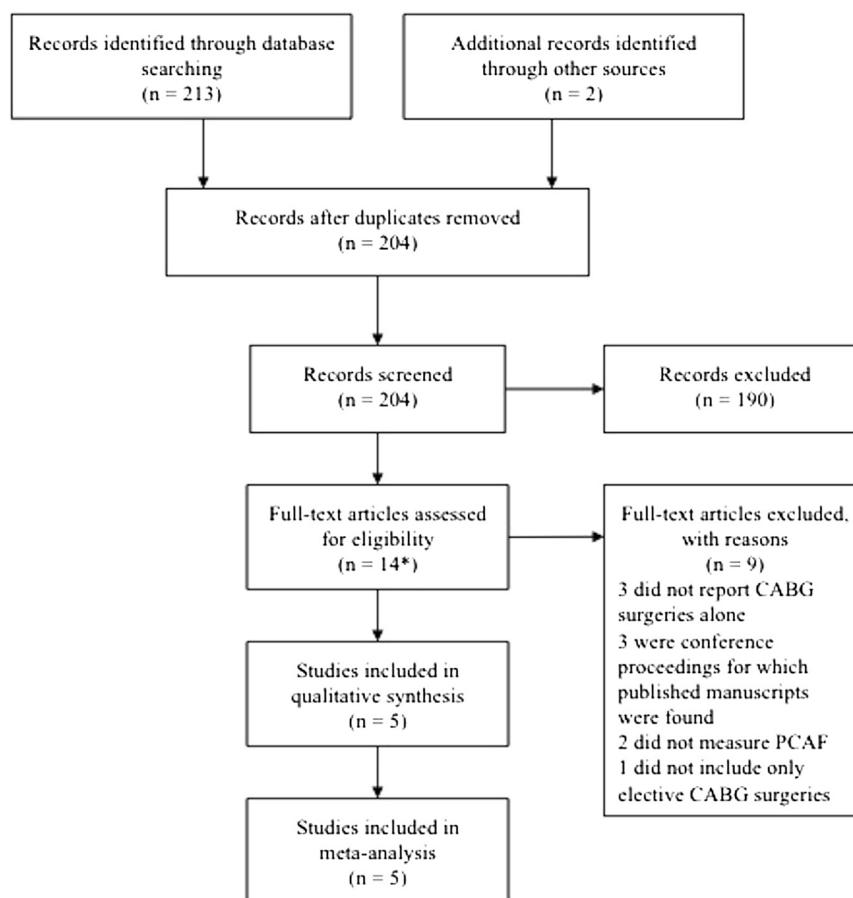 Records identified through database
searching
(n = 213)
Additional records identified
through other sources
(n = 2)
Records after duplicates removed
(n = 204)
Records screened
(n = 204)
Records excluded
(n = 190)
Full-text articles assessed
for eligibility
(n = 14*)
Full-text articles excluded,
with reasons
(n = 9)
3 did not report CABG
surgeries alone
3 were conference
proceedings for which
published manuscripts
were found
2 did not measure PCAF
1 did not include only
elective CABG surgeries
Studies included in
qualitative synthesis
(n = 5)
Studies included in
meta-analysis
(n = 5)